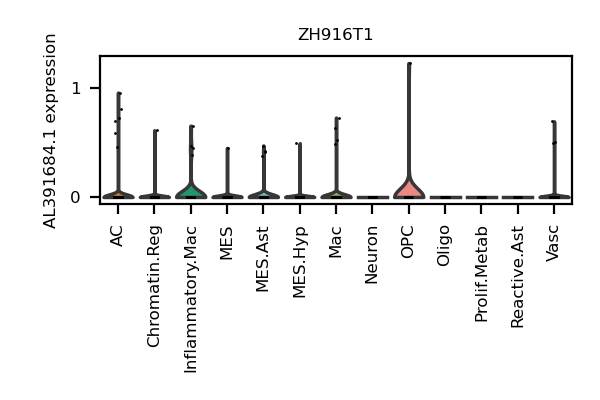 ZH916T1
AL391684.1 expression
1
0
AC
Chromatin.Reg
Inflammatory.Mac
MES
MES.Ast
MES.Hyp
Mac
Neuron
OPC
Oligo
Prolif.Metab
Reactive.Ast
Vasc